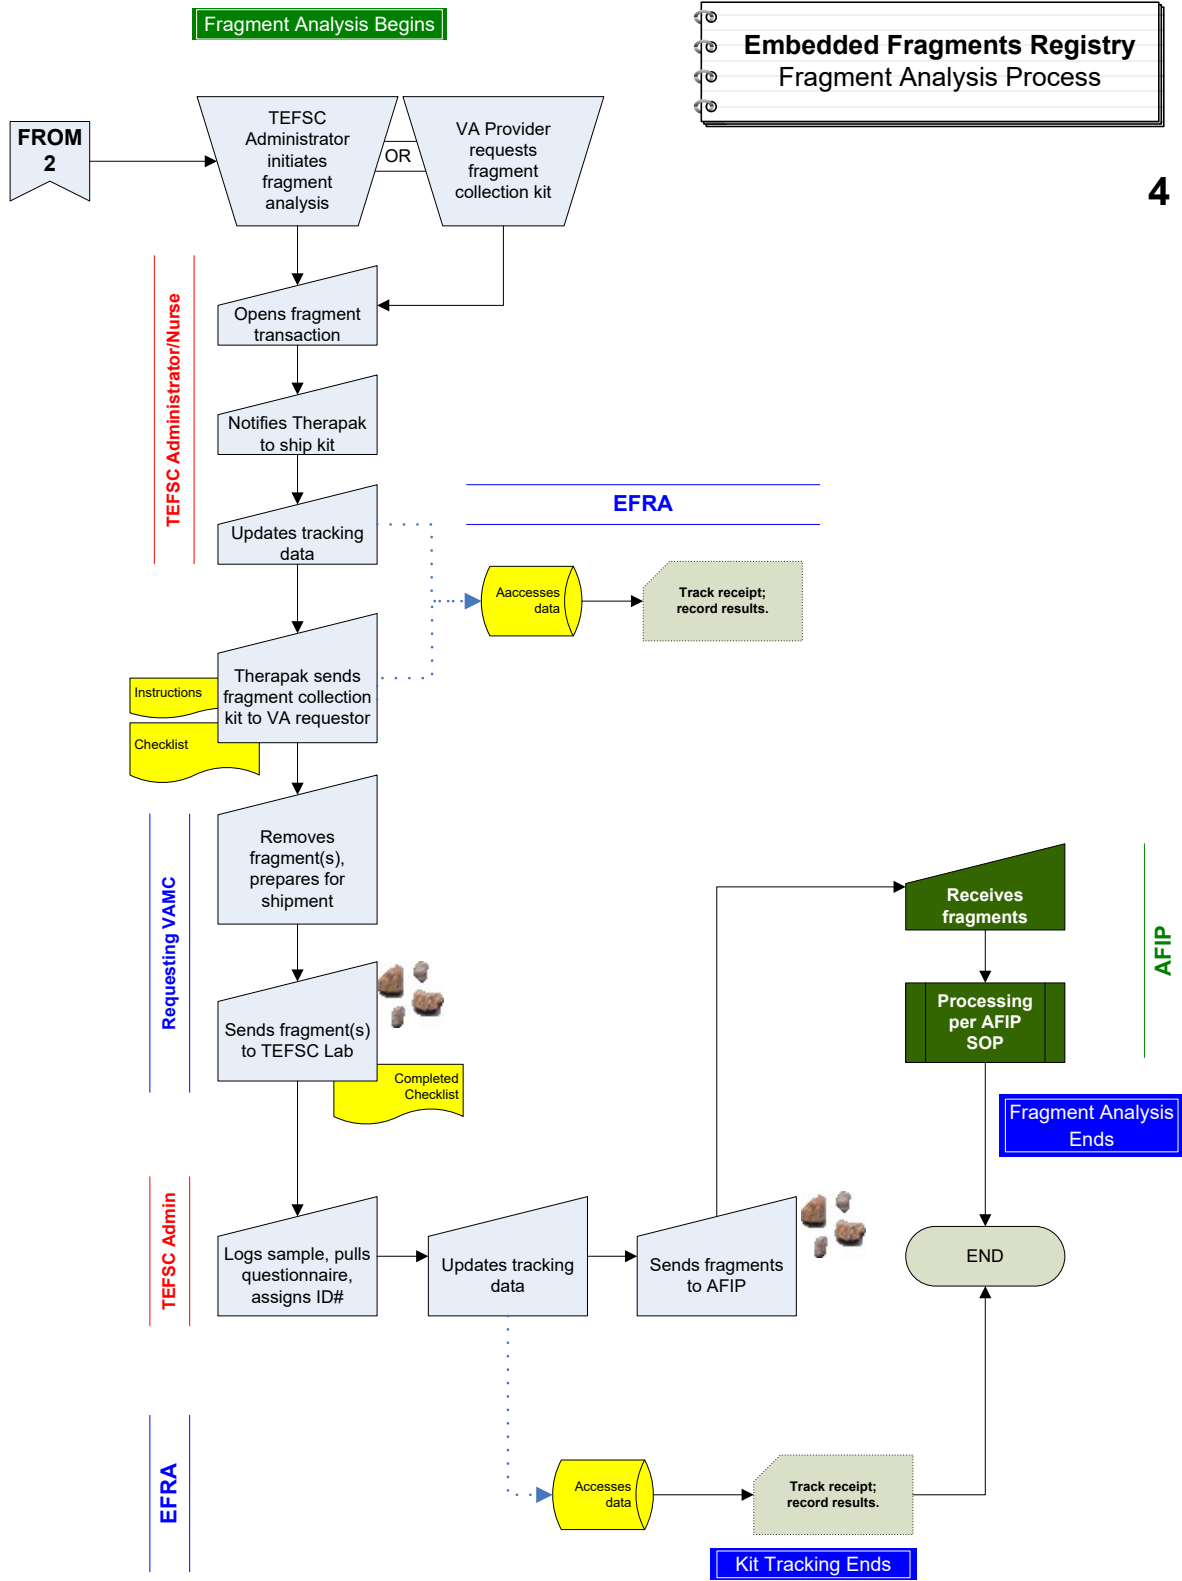 Fragment Analysis Begins
Embedded Fragments Registry
Fragment Analysis Process
4
FROM
2
TEFSC
Administrator
initiates
fragment
analysis
OR
VA Provider
requests
fragment
collection kit
TEFSC Administrator/Nurse
Opens fragment
transaction
Notifies Therapak
to ship kit
Updates tracking
data
EFRA
Aaccesses
data
Track receipt;
record results.
Therapak sends
fragment collection
kit to VA requestor
Instructions
Checklist
Requesting VAMC
Removes
fragment(s),
prepares for
shipment
Sends fragment(s)
to TEFSC Lab
Completed
Checklist
Receives
fragments
Processing
per AFIP
SOP
AFIP
Fragment Analysis
Ends
TEFSC Admin
Logs sample, pulls
questionnaire,
assigns ID#
Updates tracking
data
Sends fragments
to AFIP
END
EFRA
Accesses
data
Track receipt;
record results.
Kit Tracking Ends